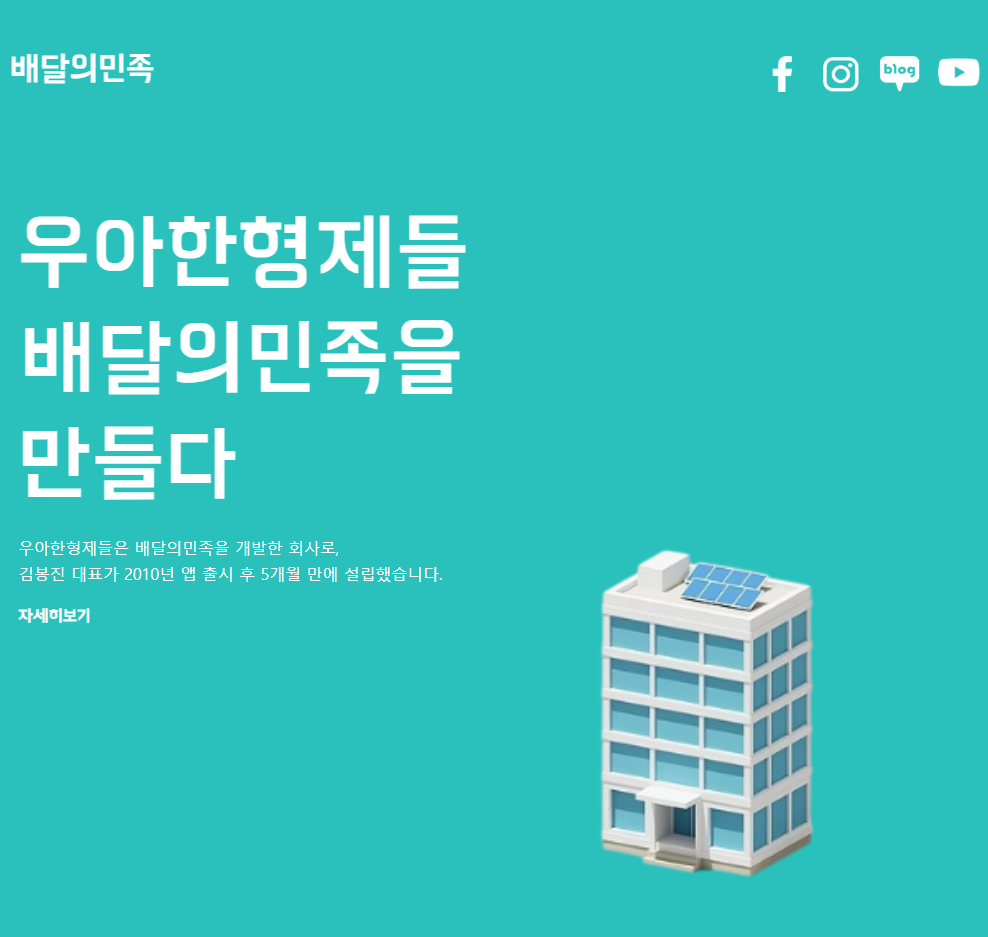 배달의민족
blog
우아한형제들
배달의민족을
만들다
우아한형제들은 배달의민족을 개발한 회사로,
김봉진 대표가 2010년 앱 출시 후 5개월 만에 설립했습니다.
자세히보기